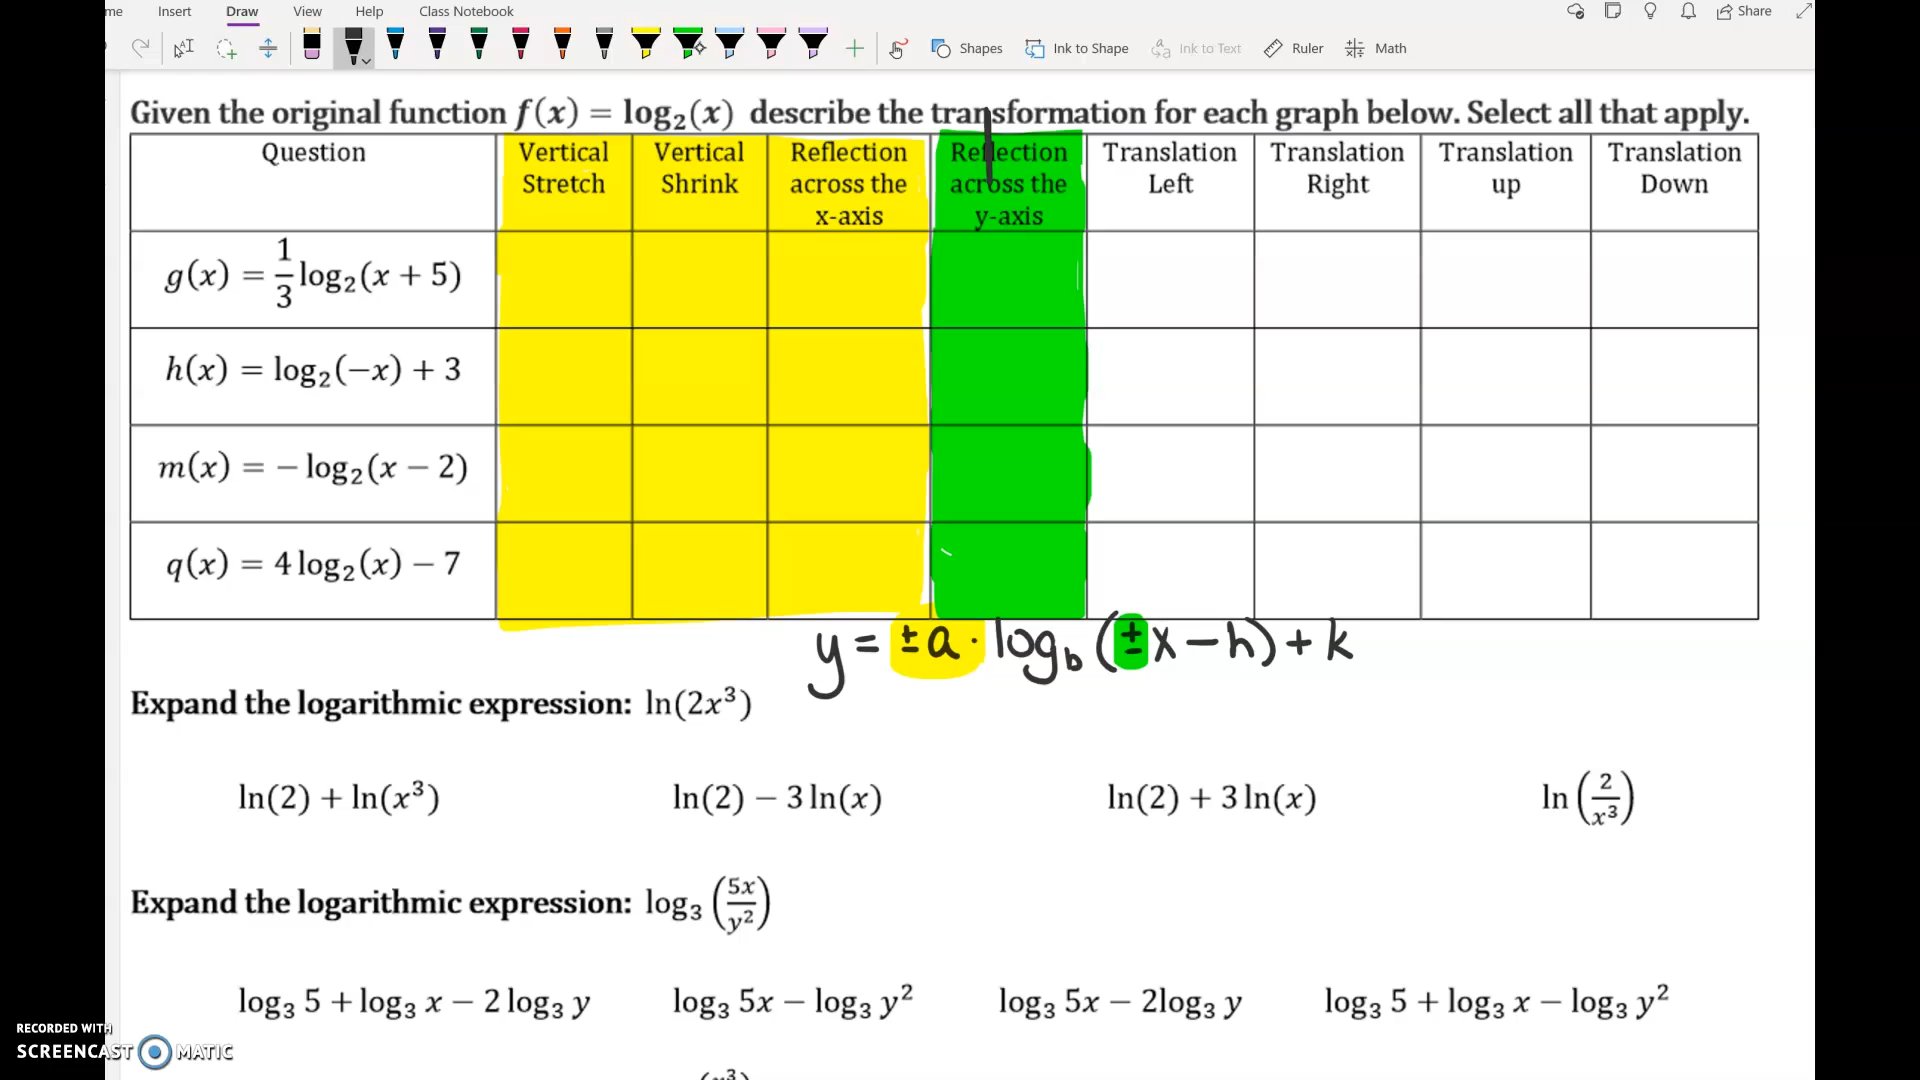 me Insert Draw View Help Class Notebook Share
Shapes Ink to Shape Ink to Text Ruler Math
Given the original function f(x) = log₂(x) describe the transformation for each graph below. Select all that apply.
Question Vertical Stretch Vertical Shrink Reflection across the x-axis Reflection across the y-axis Translation Left Translation Right Translation up Translation Down
g(x) = 1/3 log₂(x + 5)
h(x) = log₂(−x) + 3
m(x) = − log₂(x − 2)
q(x) = 4 log₂(x) − 7
y = ±a · log_b (±x − h) + k
Expand the logarithmic expression: ln(2x³)
ln(2) + ln(x³) ln(2) − 3 ln(x) ln(2) + 3 ln(x) ln(2/x³)
Expand the logarithmic expression: log₃(5x/y²)
log₃ 5 + log₃ x − 2 log₃ y log₃ 5x − log₃ y² log₃ 5x − 2log₃ y log₃ 5 + log₃ x − log₃ y²
RECORDED WITH
SCREENCAST MATIC